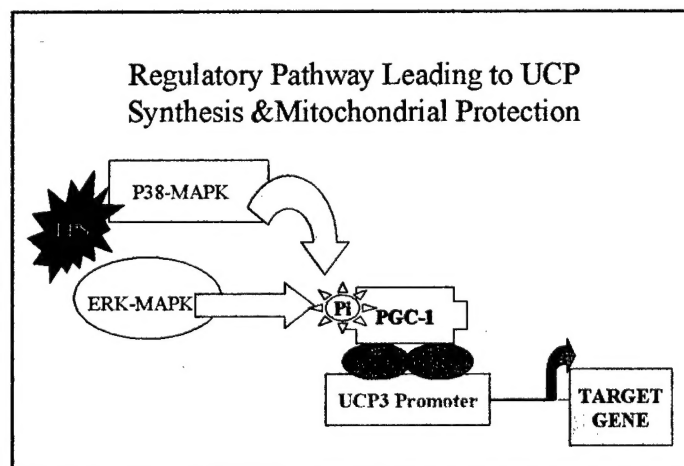 Regulatory Pathway Leading to UCP
Synthesis &Mitochondrial Protection
P38-MAPK
ERK-MAPK
Pi
PGC-1
UCP3 Promoter
TARGET
GENE